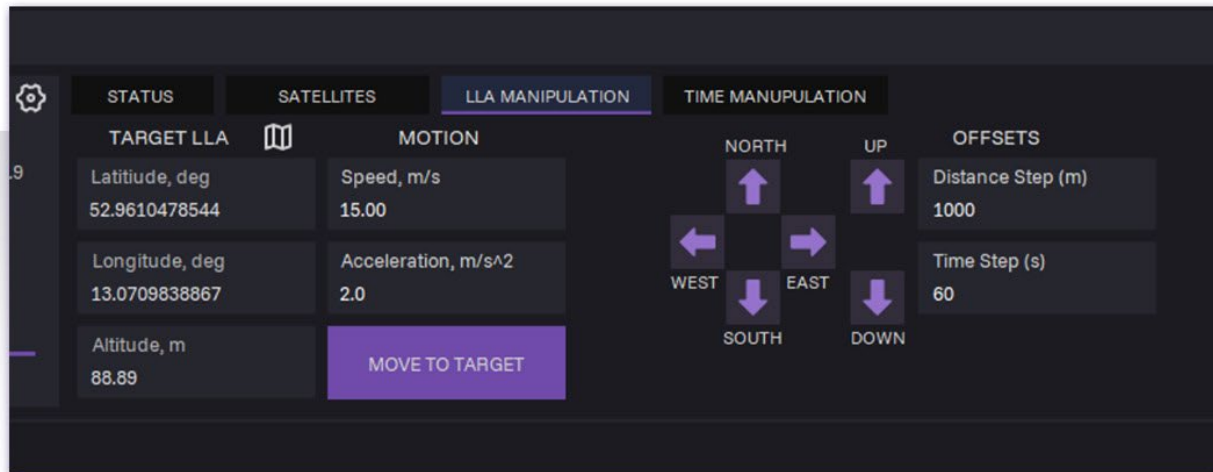 STATUS
SATELLITES
LLA MANIPULATION
TIME MANUPULATION
.9
TARGET LLA
Latitiude, deg
52.9610478544
Longitude, deg
13.0709838867
Altitude, m
88.89
MOTION
Speed, m/s
15.00
Acceleration, m/s^2
2.0
MOVE TO TARGET
NORTH
WEST
EAST
SOUTH
UP
DOWN
OFFSETS
Distance Step (m)
1000
Time Step (s)
60